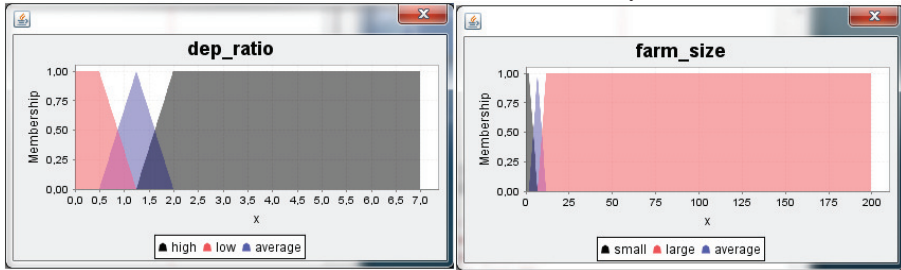 dep_ratio
Membership
1,00
0,75
0,50
0,25
0,00
0,0 0,5 1,0 1,5 2,0 2,5 3,0 3,5 4,0 4,5 5,0 5,5 6,0 6,5 7,0
x
high low average
farm_size
Membership
1,00
0,75
0,50
0,25
0,00
0 25 50 75 100 125 150 175 200
x
small large average